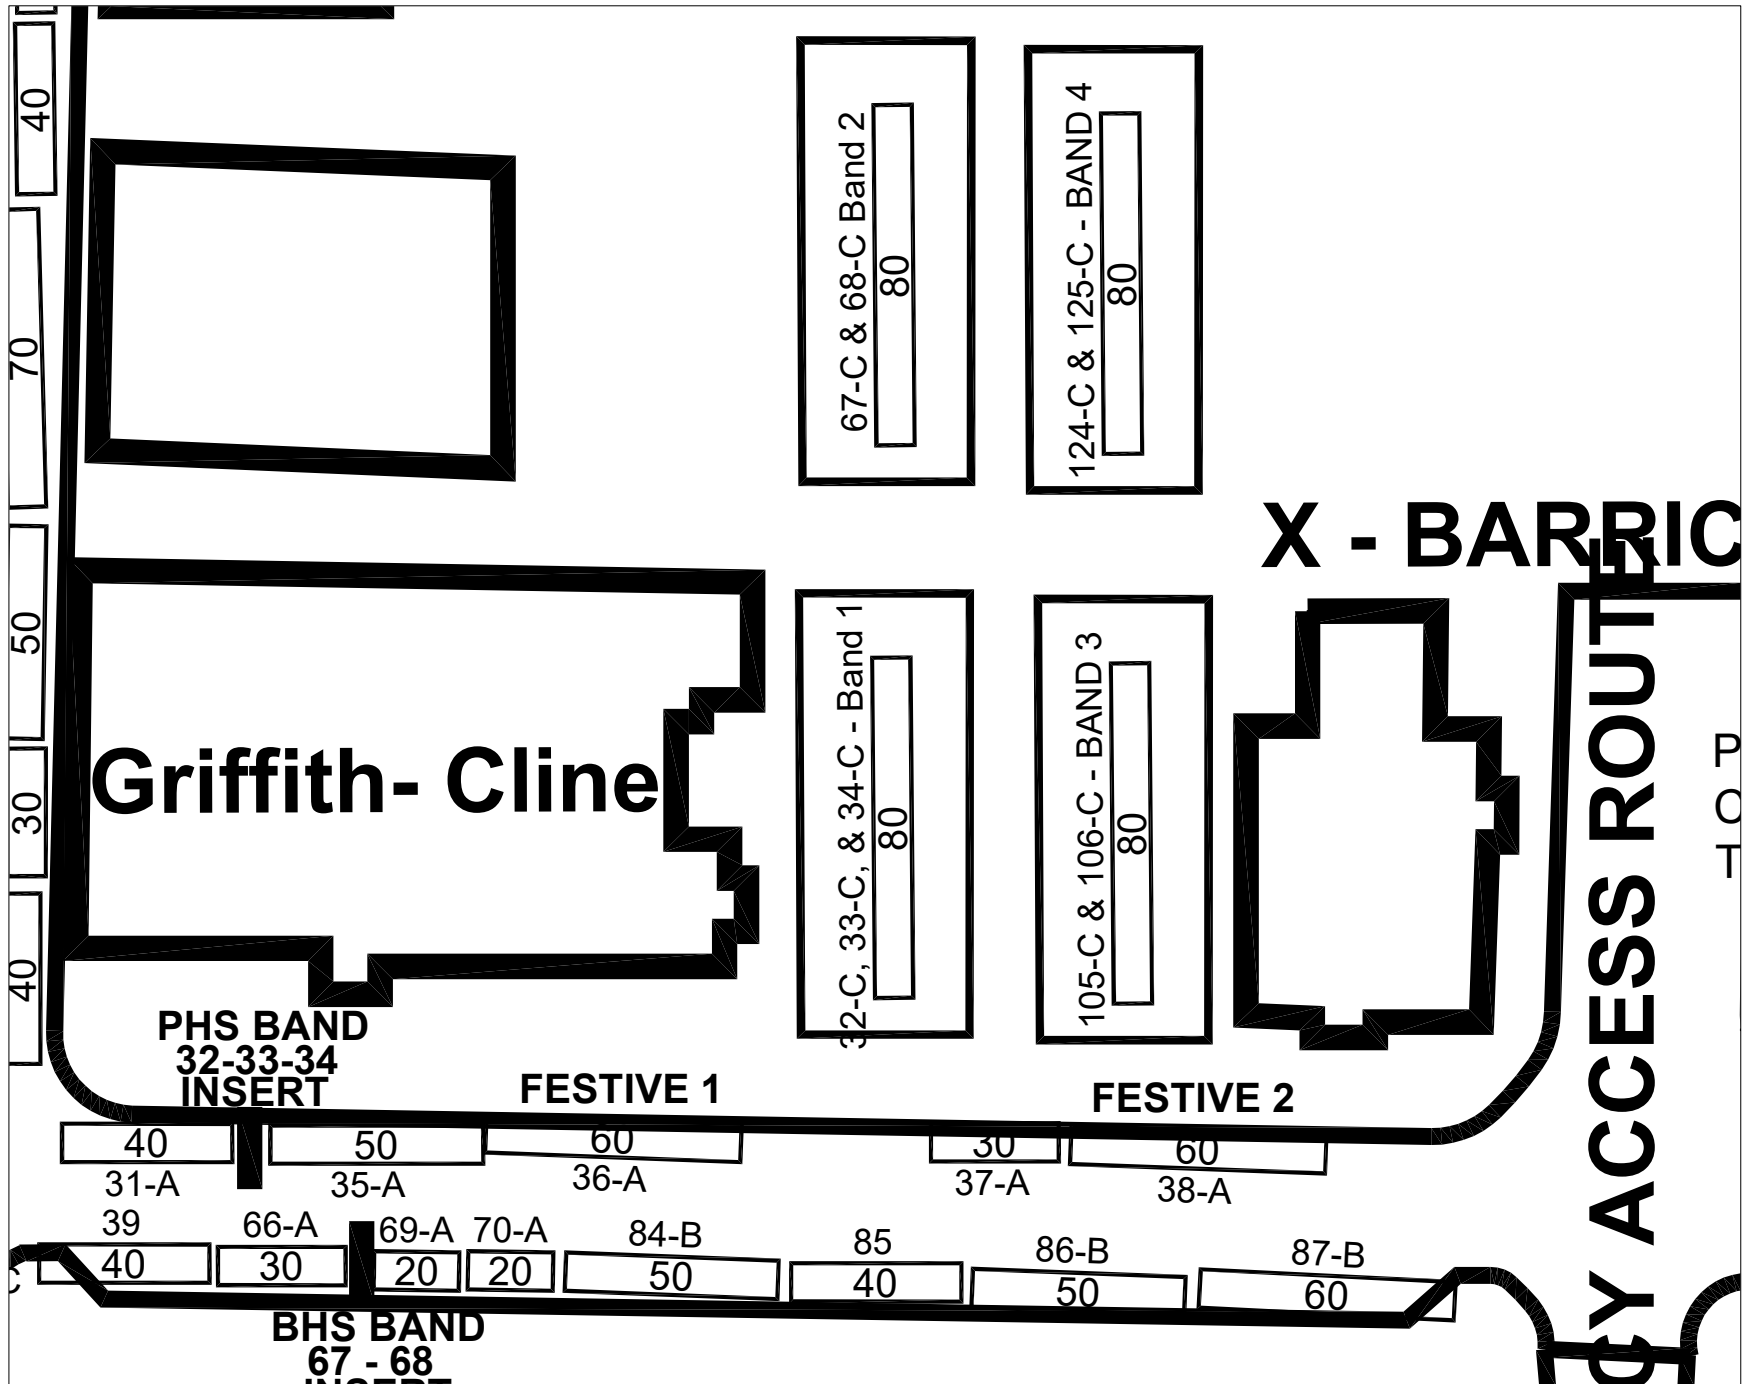 40
70
50
30
40
67-C & 68-C Band 2
80
124-C & 125-C - BAND 4
80
X - BARRIC
Griffith- Cline
32-C, 33-C, & 34-C - Band 1
80
105-C & 106-C - BAND 3
80
CY ACCESS ROUTE
P
O
T
PHS BAND
32-33-34
INSERT
FESTIVE 1
FESTIVE 2
40
50
60
30
60
31-A
35-A
36-A
37-A
38-A
39
66-A
69-A
70-A
84-B
85
86-B
87-B
40
30
20
20
50
40
50
60
BHS BAND
67 - 68
INSERT